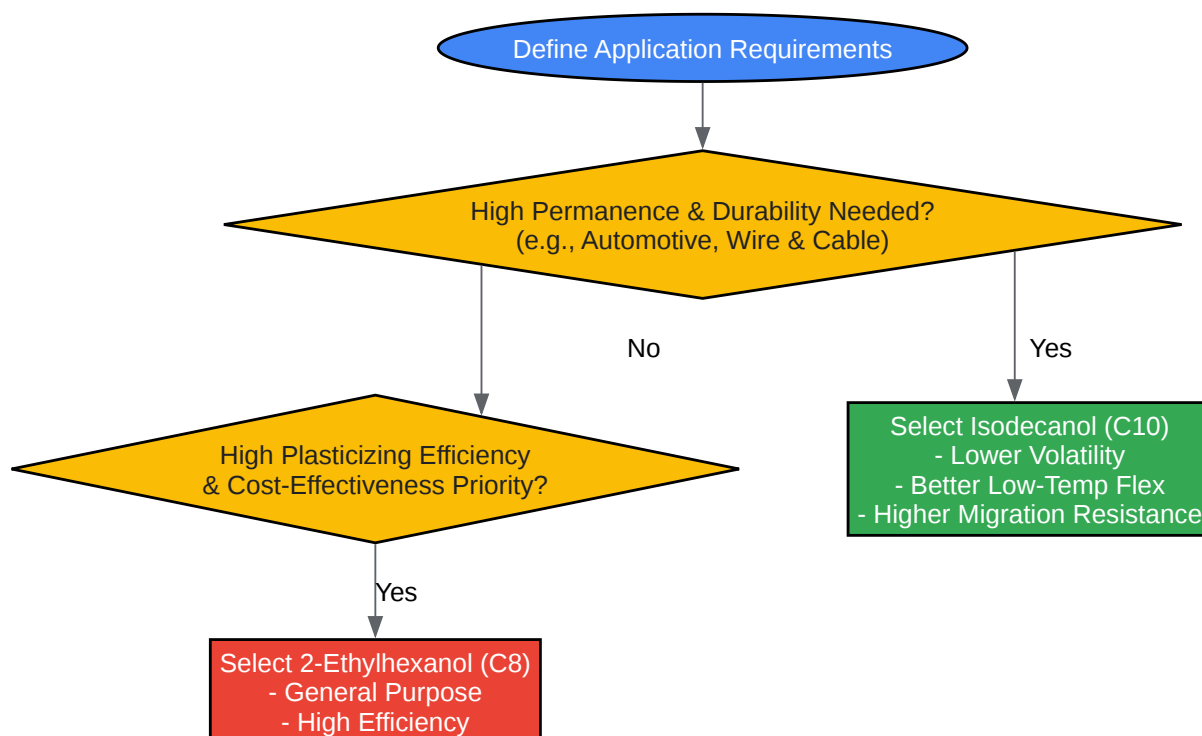 Define Application Requirements
High Permanence & Durability Needed?
(e.g., Automotive, Wire & Cable)
No
Yes
High Plasticizing Efficiency
& Cost-Effectiveness Priority?
Select Isodecanol (C10)
- Lower Volatility
- Better Low-Temp Flex
- Higher Migration Resistance
Yes
Select 2-Ethylhexanol (C8)
- General Purpose
- High Efficiency